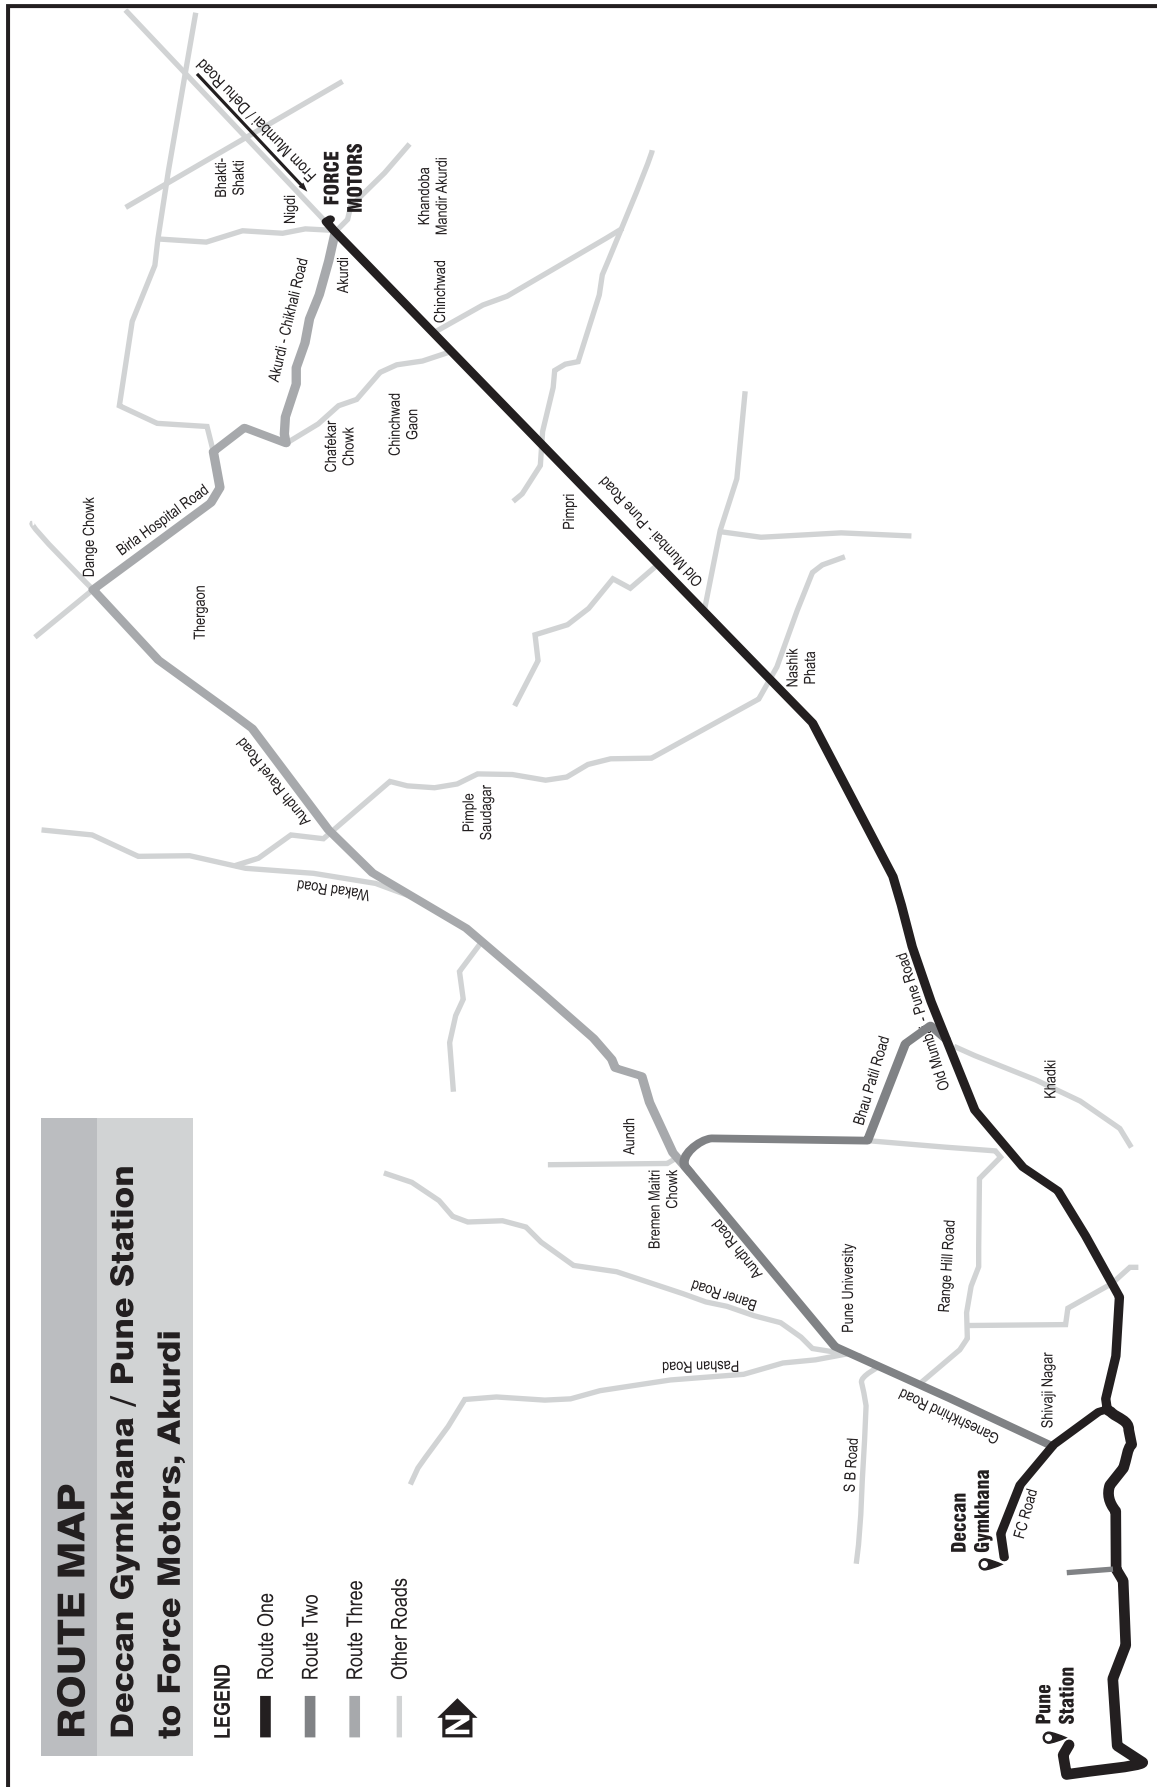 ROUTE MAP
Deccan Gymkhana / Pune Station
to Force Motors, Akurdi
LEGEND
Route One
Route Two
Route Three
Other Roads
N
Dange Chowk
Birla Hospital Road
Thergaon
Aundh Ravet Road
Wakad Road
Bhakti-
Shakti
From Mumbai / Dehu Road
Nigdi
FORCE
MOTORS
Akurdi - Chikhali Road
Akurdi
Khandoba
Mandir Akurdi
Chinchwad
Chafekar
Chowk
Chinchwad
Gaon
Pimpri
Old Mumbai - Pune Road
Nashik
Phata
Pimple
Saudagar
Aundh
Bremen Maitri
Chowk
Aundh Road
Baner Road
Pashan Road
Pune University
Bhau Patil Road
Old Mumbai - Pune Road
Khadki
Range Hill Road
S B Road
Ganeshkhind Road
Shivaji Nagar
Deccan
Gymkhana
FC Road
Pune
Station